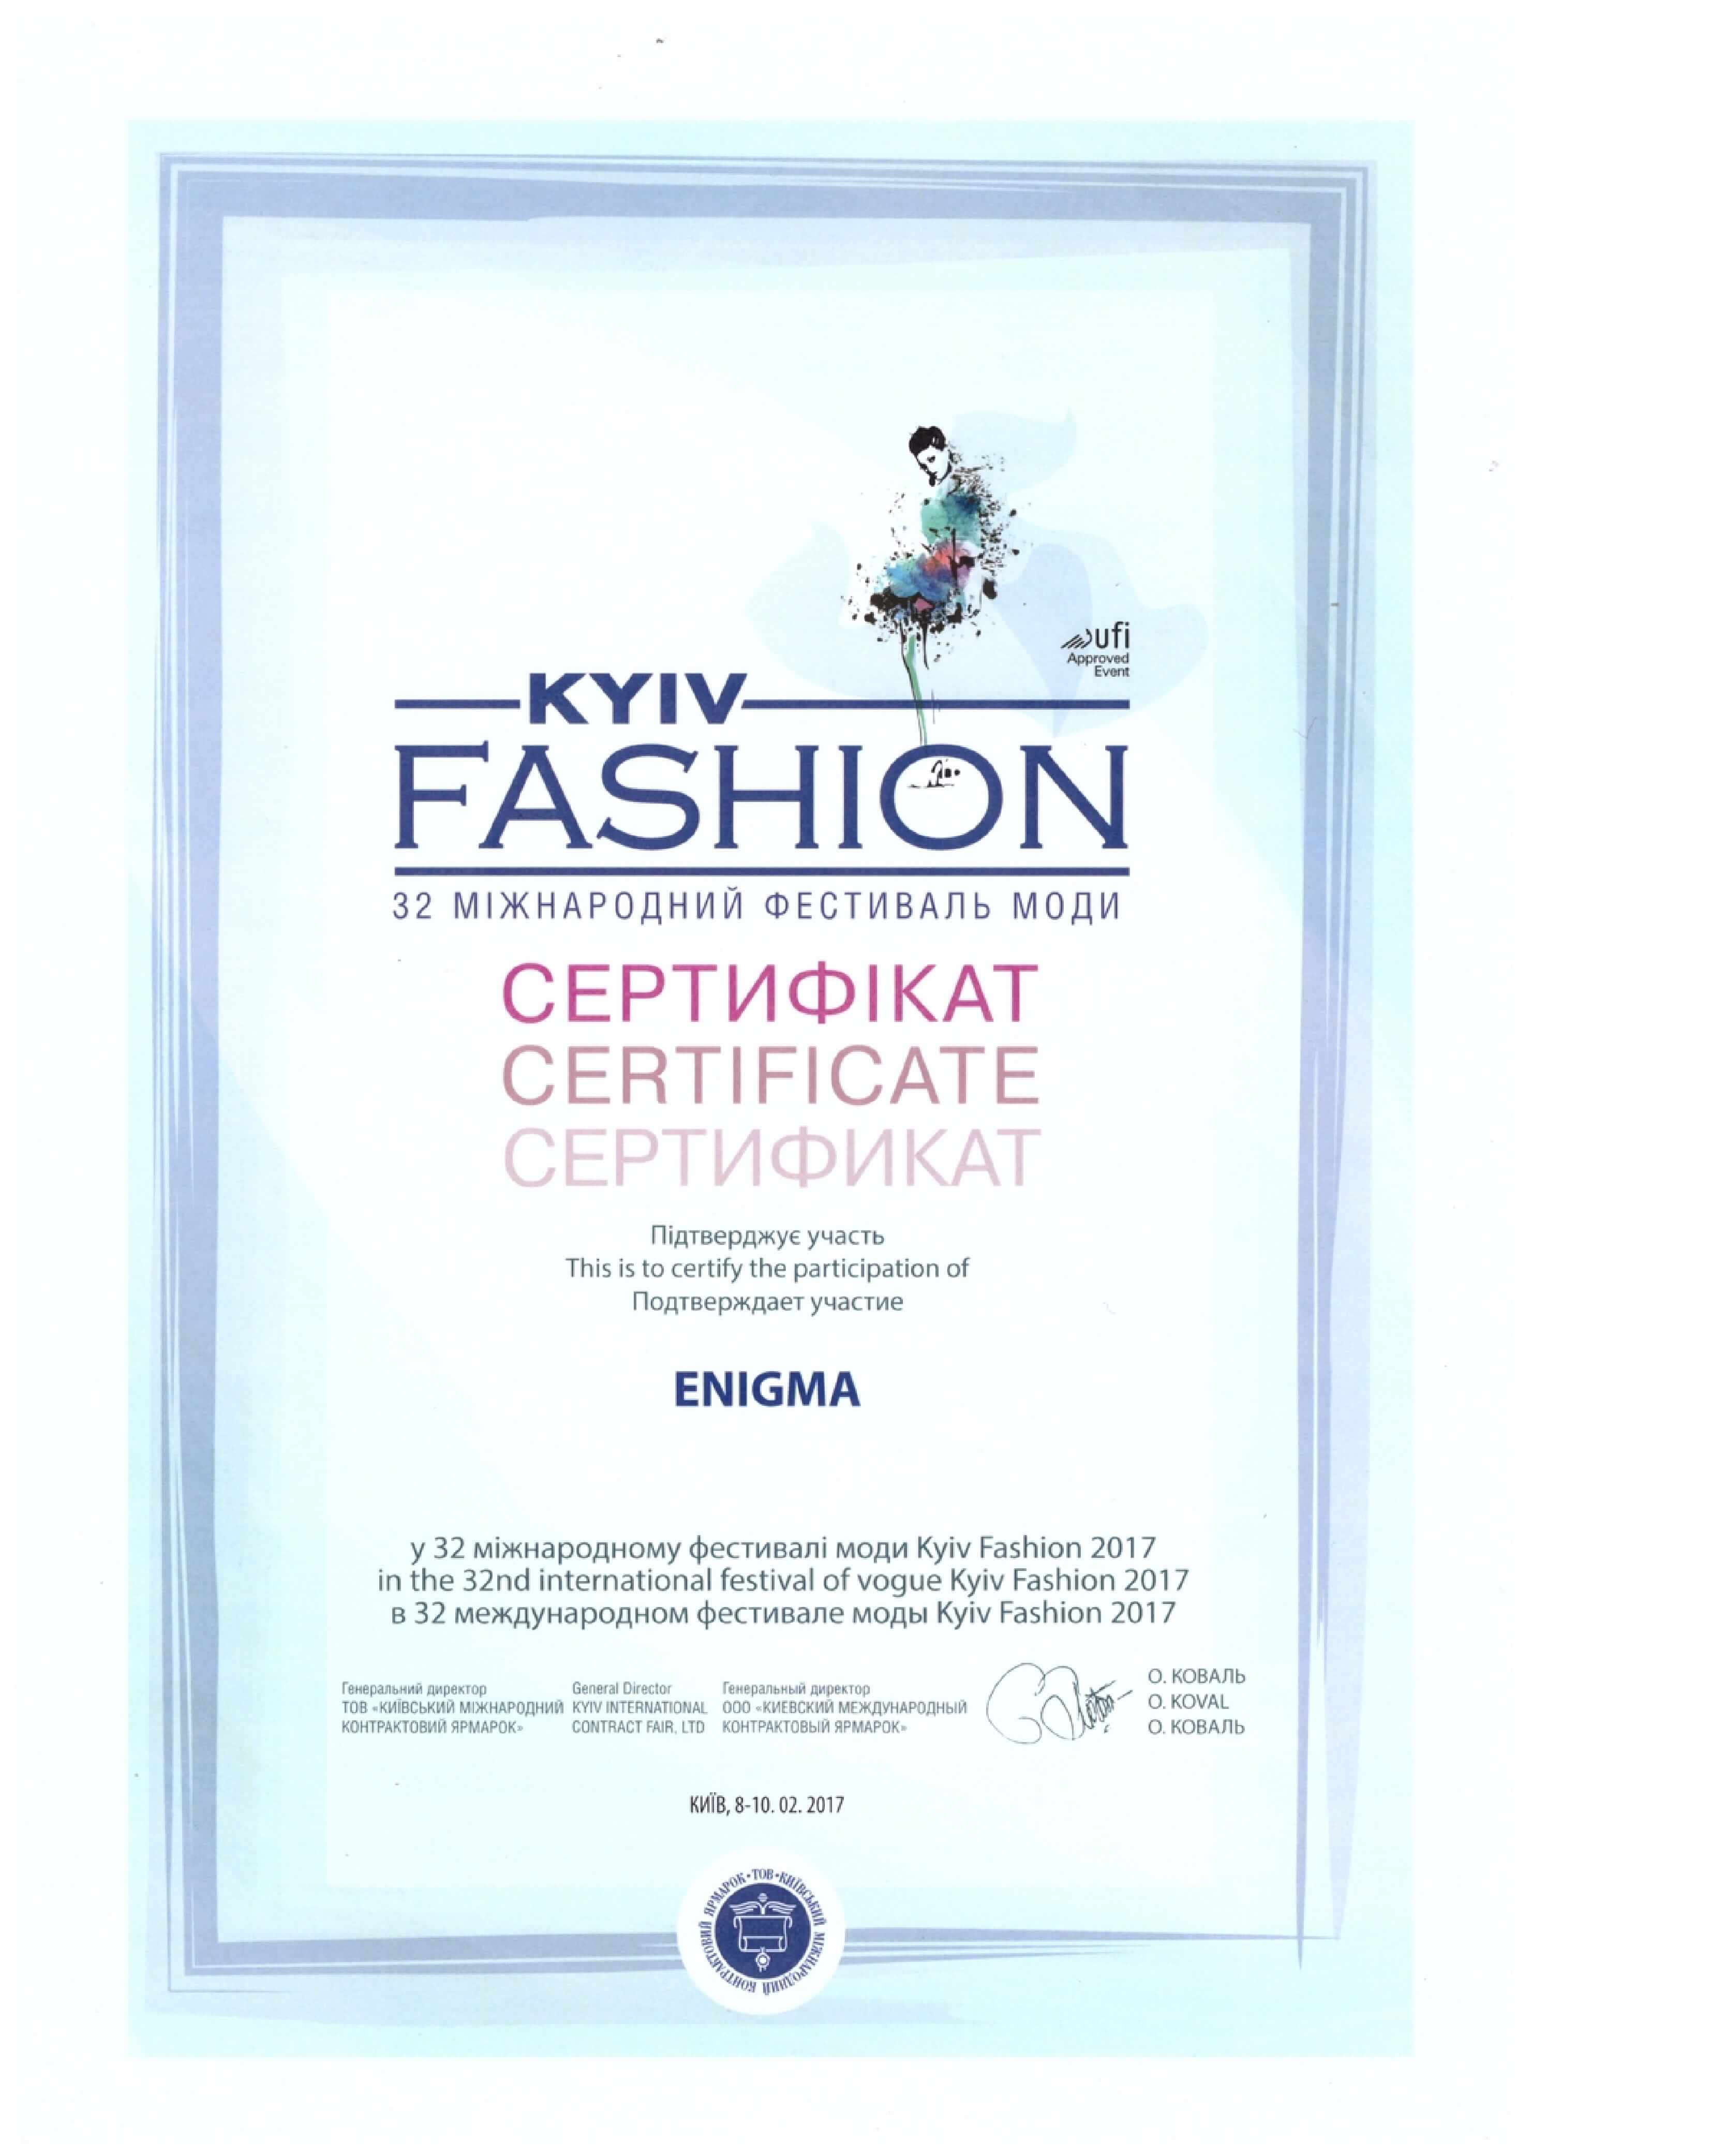 ufi
Approved
Event
KYIV
FASHION
32 МІЖНАРОДНИЙ ФЕСТИВАЛЬ МОДИ
СЕРТИФІКАТ
CERTIFICATE
СЕРТИФИКАТ
Підтверджує участь
This is to certify the participation of
Подтверждает участие
ENIGMA
у 32 міжнародному фестивалі моди Kyiv Fashion 2017
in the 32nd international festival of vogue Kyiv Fashion 2017
в 32 международном фестивале моды Kyiv Fashion 2017
Генеральний директор
ТОВ «КИЇВСЬКИЙ МІЖНАРОДНИЙ
КОНТРАКТОВИЙ ЯРМАРОК»
General Director
KYIV INTERNATIONAL
CONTRACT FAIR, LTD
Генеральный директор
ООО «КИЕВСКИЙ МЕЖДУНАРОДНЫЙ
КОНТРАКТОВЫЙ ЯРМАРОК»
О. КОВАЛЬ
O. KOVAL
О. КОВАЛЬ
КИЇВ, 8-10. 02. 2017
ТОВ • КИЇВСЬКИЙ МІЖНАРОДНИЙ КОНТРАКТОВИЙ ЯРМАРОК •